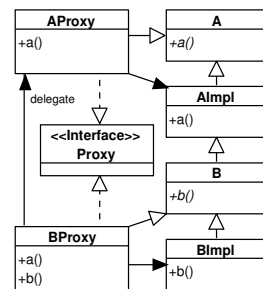 AProxy
+a()
A
+a()
delegate
AImpl
+a()
<<Interface>>
Proxy
B
+b()
BProxy
+a()
+b()
BImpl
+b()